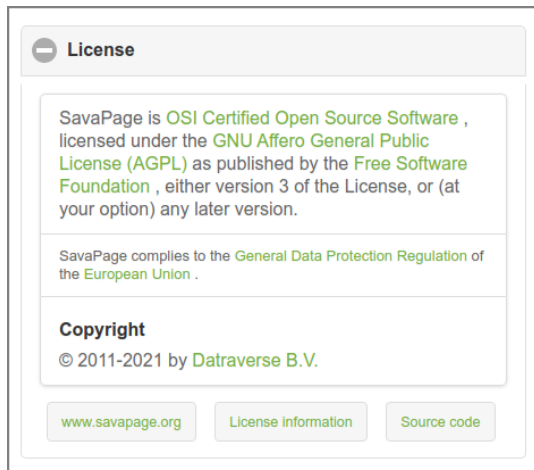 License
SavaPage is OSI Certified Open Source Software ,
licensed under the GNU Affero General Public
License (AGPL) as published by the Free Software
Foundation , either version 3 of the License, or (at
your option) any later version.
SavaPage complies to the General Data Protection Regulation of
the European Union .
Copyright
© 2011-2021 by Datraverse B.V.
www.savapage.org License information Source code